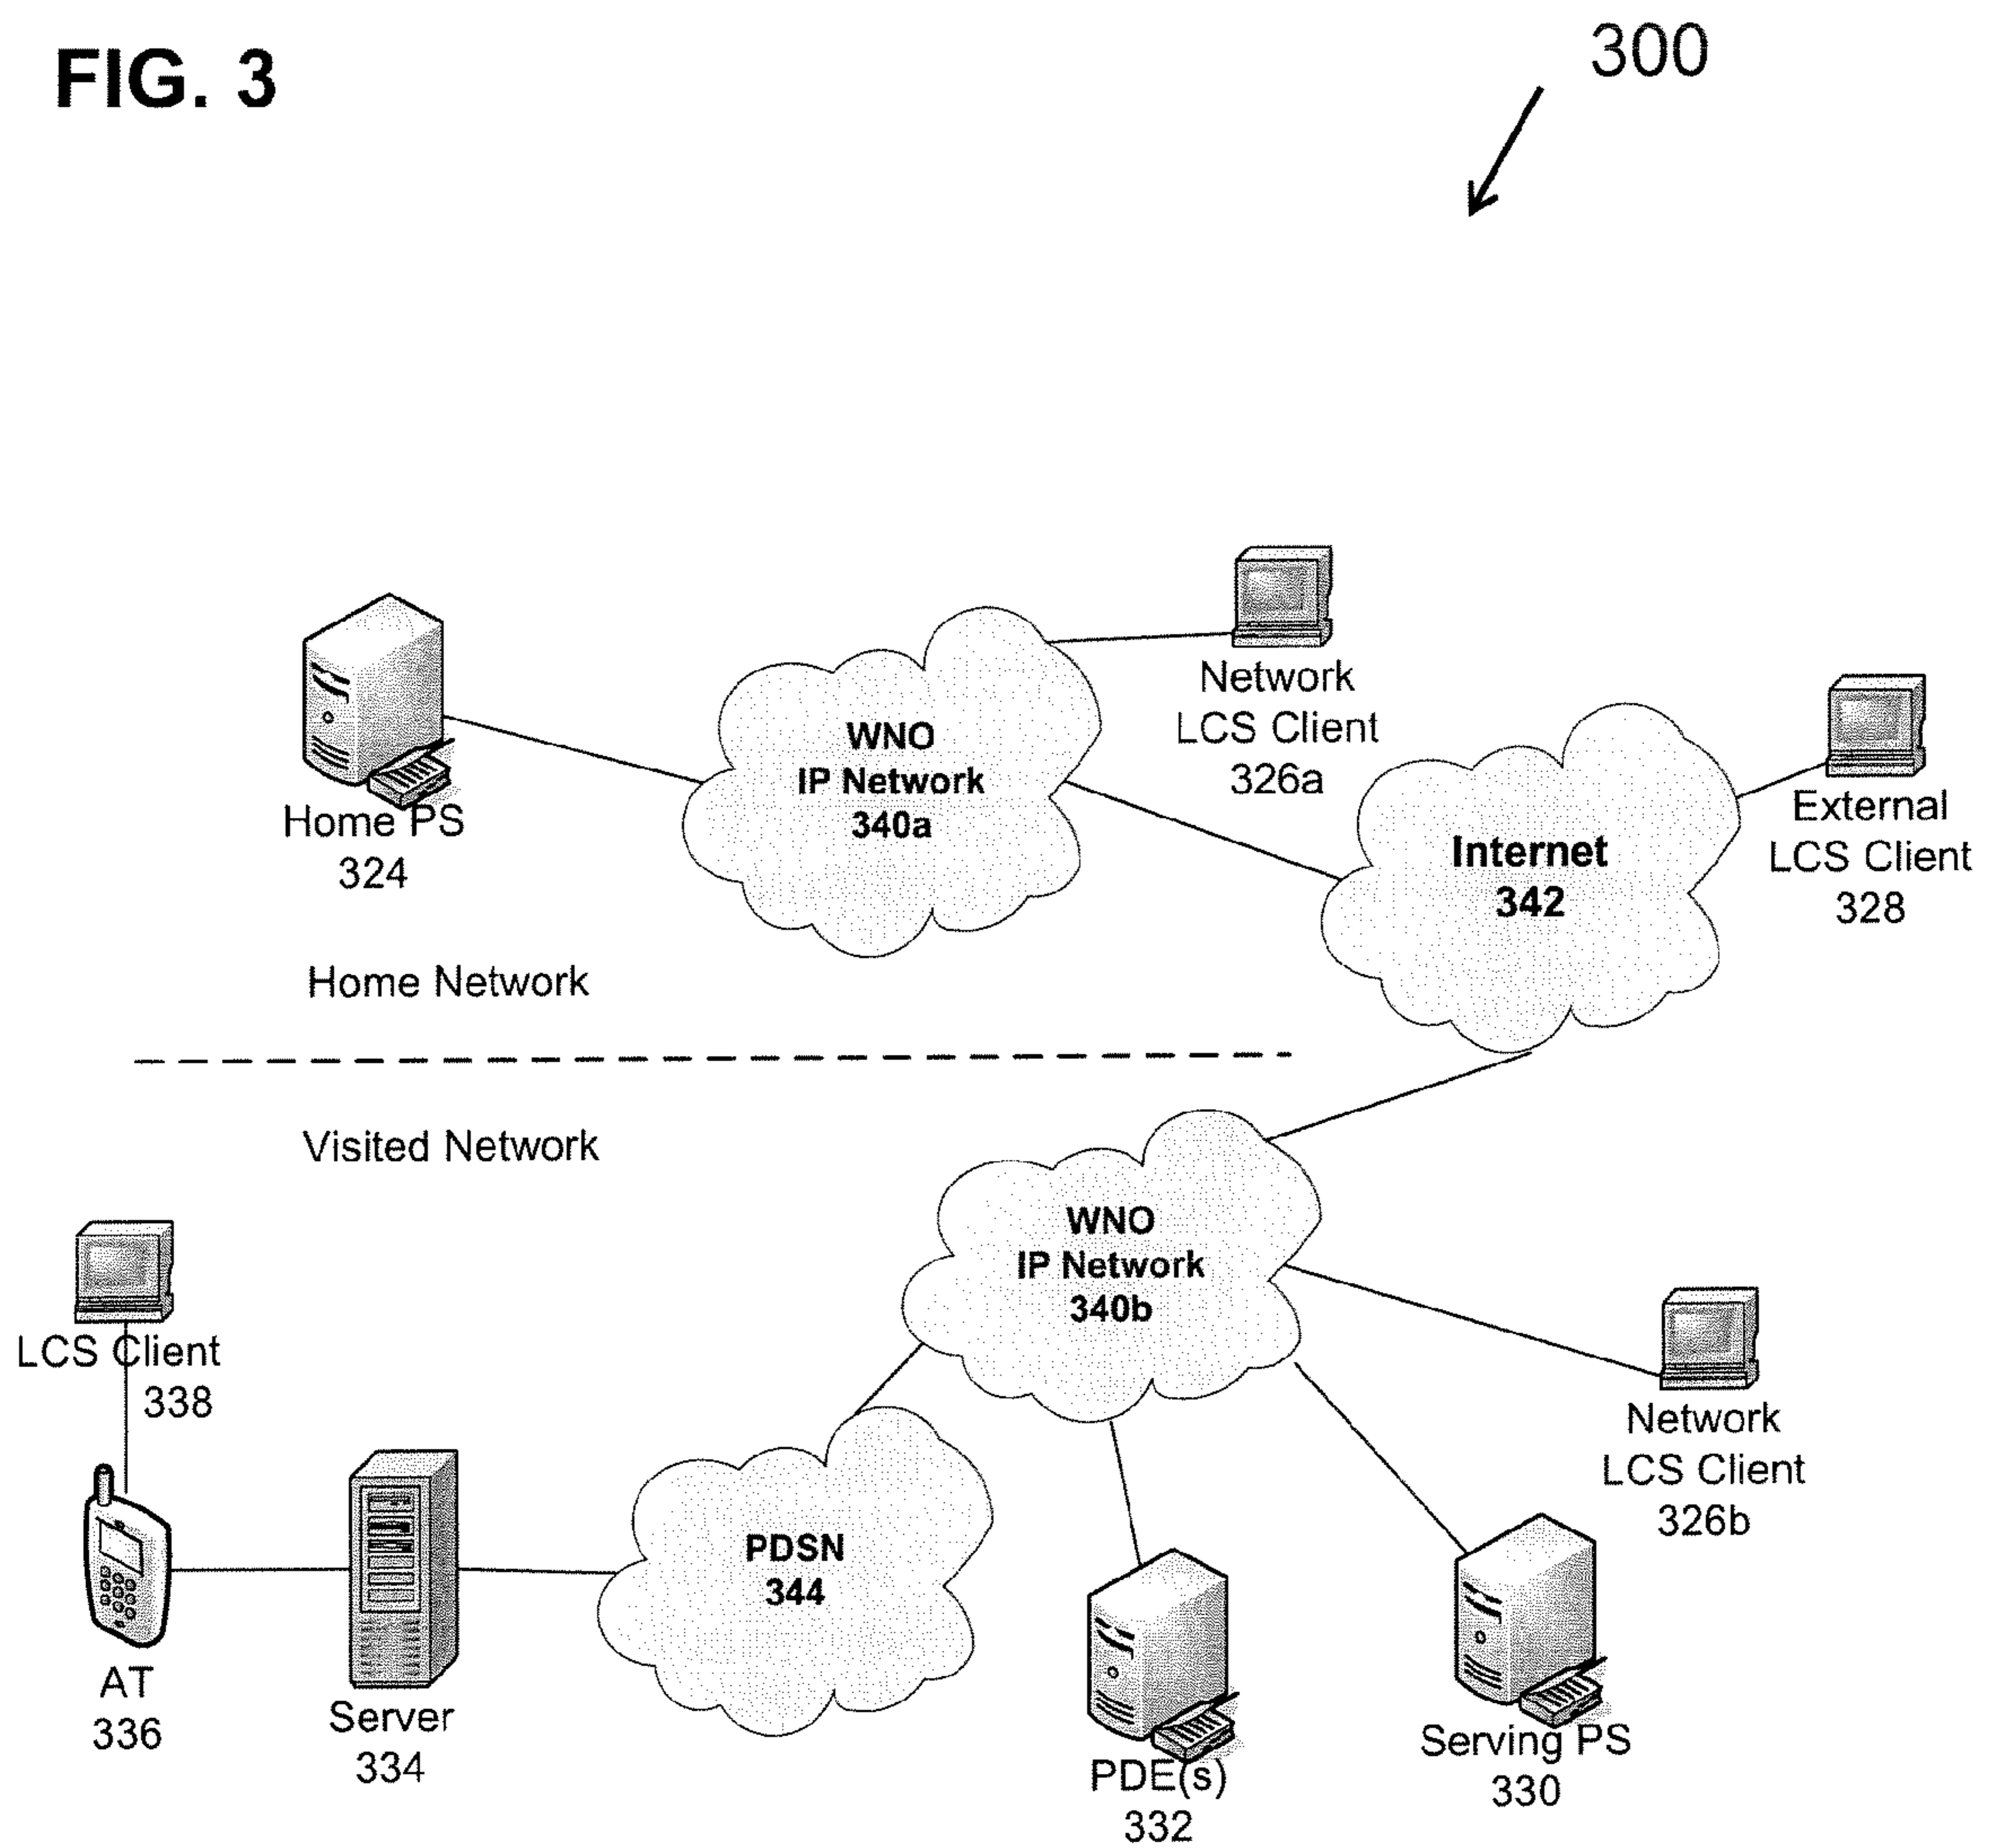 FIG. 3
300
Network
LCS Client
326a
WNO
IP Network
340a
Home PS
324
External
LCS Client
328
Internet
342
Home Network
Visited Network
WNO
IP Network
340b
LCS Client
338
Network
LCS Client
326b
PDSN
344
AT
336
Server
334
PDE(s)
332
Serving PS
330